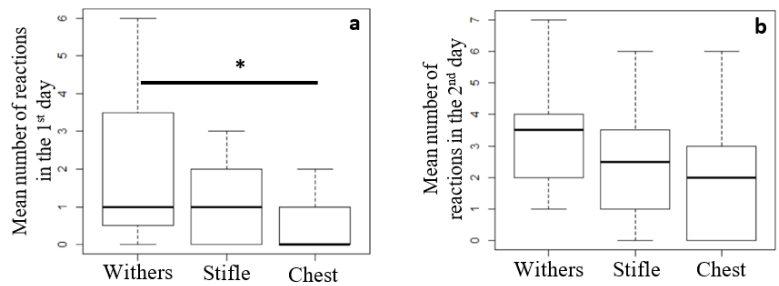 a
*
Mean number of reactions
in the 1st day
6
5
4
3
2
1
0
Withers Stifle Chest
b
Mean number of
reactions in the 2nd day
7
6
5
4
3
2
1
0
Withers Stifle Chest